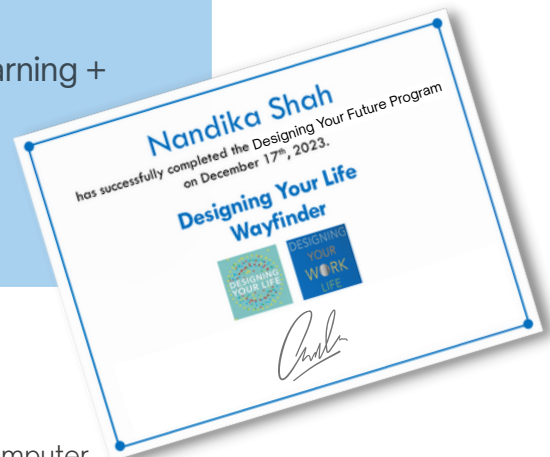 arning +
Nandika Shah
has successfully completed the Designing Your Future Program
on December 17th, 2023.
Designing Your Life
Wayfinder
DESIGNING
YOUR LIFE
DESIGNING
YOUR
WORK
LIFE
mputer